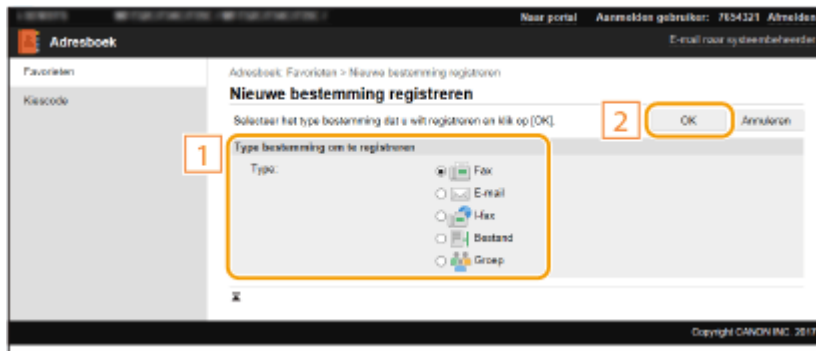 Naar portal Aanmelden gebruiker: 7654321 Afmelden
Adresboek E-mail naar systeembeheerder
Favorieten
Kiescode
Adresboek: Favorieten > Nieuwe bestemming registreren
Nieuwe bestemming registreren
Selecteer het type bestemming dat u wilt registreren en klik op [OK].
2
OK
Annuleren
1
Type bestemming om te registreren
Type:
Fax
E-mail
I-fax
Bestand
Groep
Copyright CANON INC. 2017